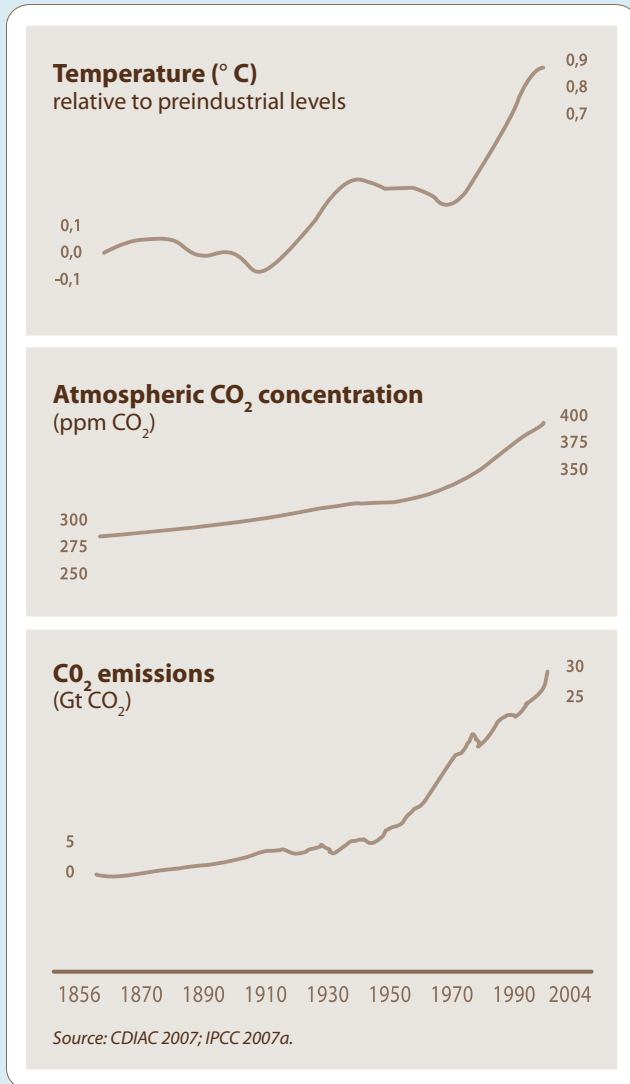 Temperature (° C)
relative to preindustrial levels
0,9
0,8
0,7
0,1
0,0
-0,1
Atmospheric CO₂ concentration
(ppm CO₂)
400
375
350
300
275
250
C0₂ emissions
(Gt CO₂)
30
25
5
0
1856 1870 1890 1910 1930 1950 1970 1990 2004
Source: CDIAC 2007; IPCC 2007a.